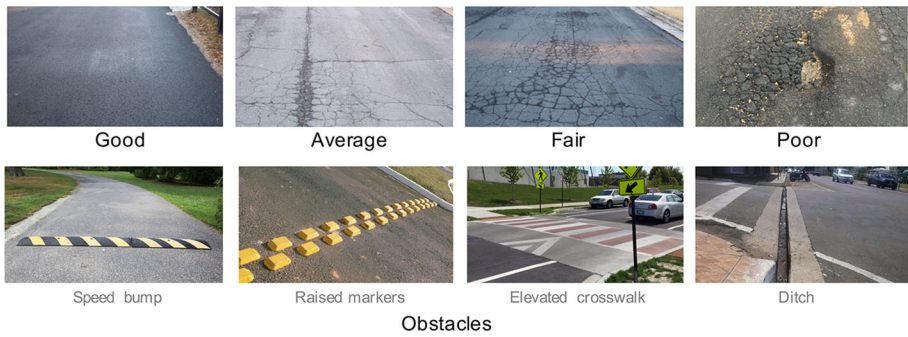 Good Average Fair Poor
Speed bump Raised markers Elevated crosswalk Ditch
Obstacles